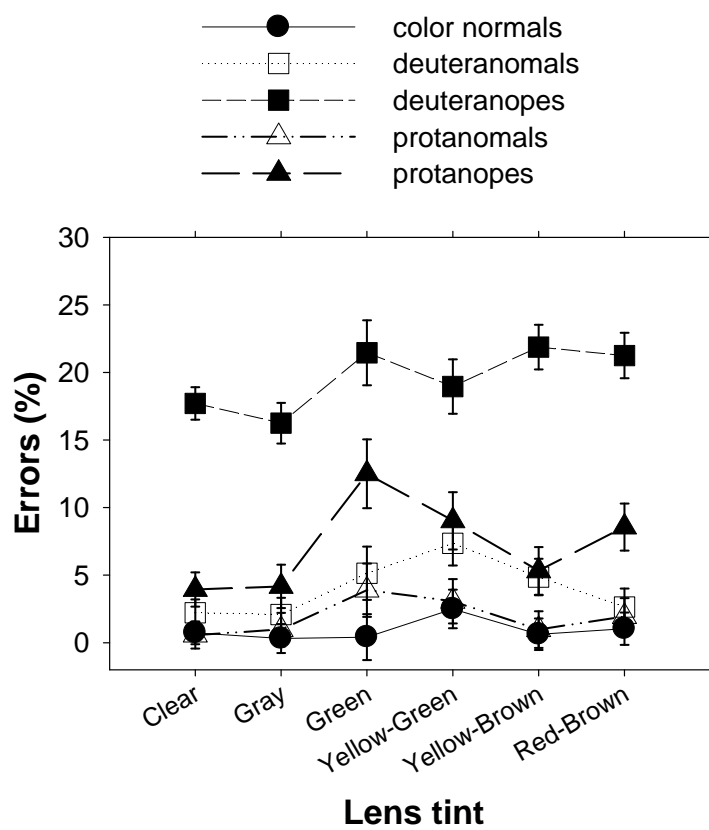 color normals
deuteranomals
deuteranopes
protanomals
protanopes
30
25
20
15
10
5
0
Errors (%)
Clear
Gray
Green
Yellow-Green
Yellow-Brown
Red-Brown
Lens tint